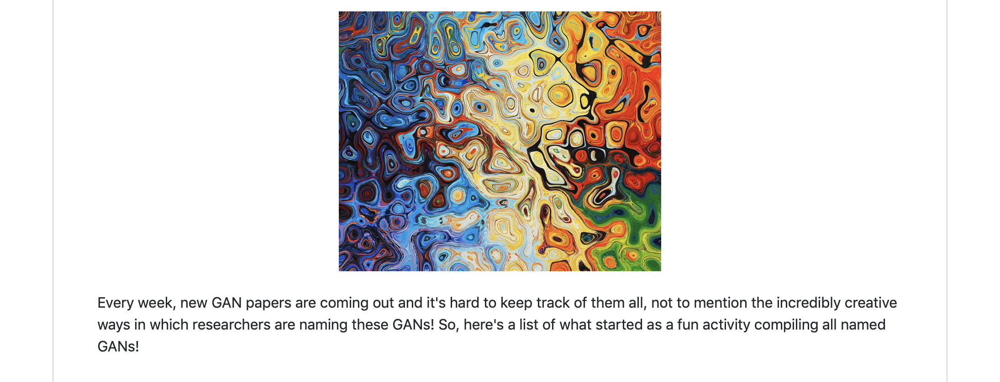 Every week, new GAN papers are coming out and it's hard to keep track of them all, not to mention the incredibly creative
ways in which researchers are naming these GANs! So, here's a list of what started as a fun activity compiling all named
GANs!